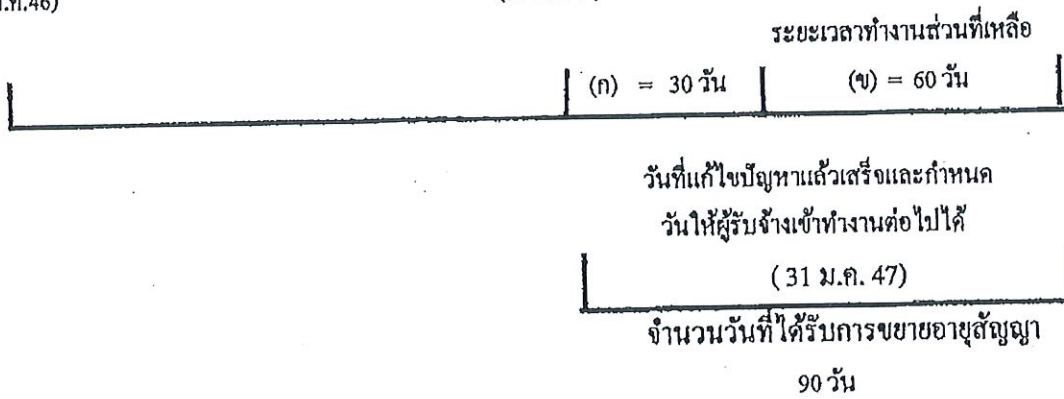 .ท.46)
ระยะเวลาทำงานส่วนที่เหลือ
(ก) = 30 วัน
(ข) = 60 วัน
วันที่แก้ไขปัญหาแล้วเสร็จและกำหนด
วันให้ผู้รับจ้างเข้าทำงานต่อไปได้
( 31 ม.ค. 47)
จำนวนวันที่ได้รับการขยายอายุสัญญา
90 วัน